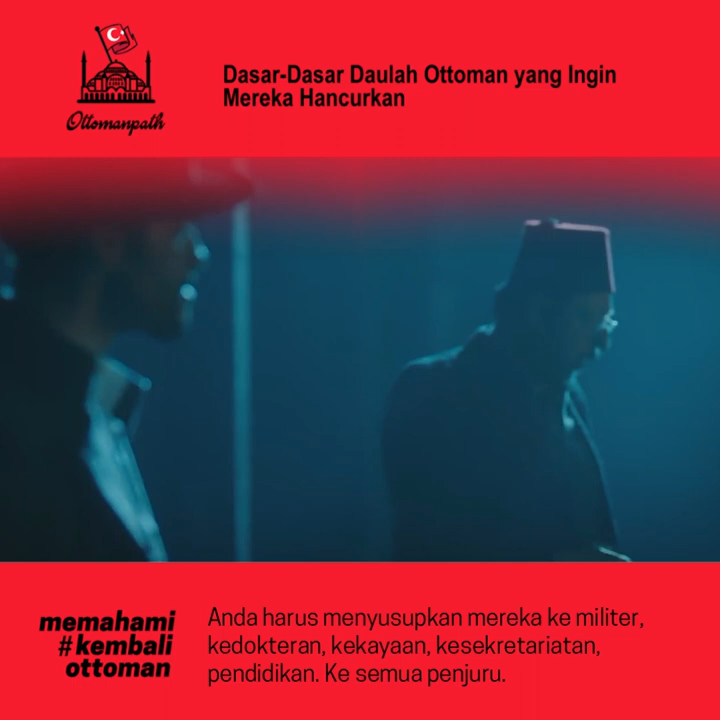 Dasar-Dasar Daulah Ottoman yang Ingin
Mereka Hancurkan
Ottomanpath
memahami
#kembali
ottoman
Anda harus menyusupkan mereka ke militer,
kedokteran, kekayaan, kesekretariatan,
pendidikan. Ke semua penjuru.